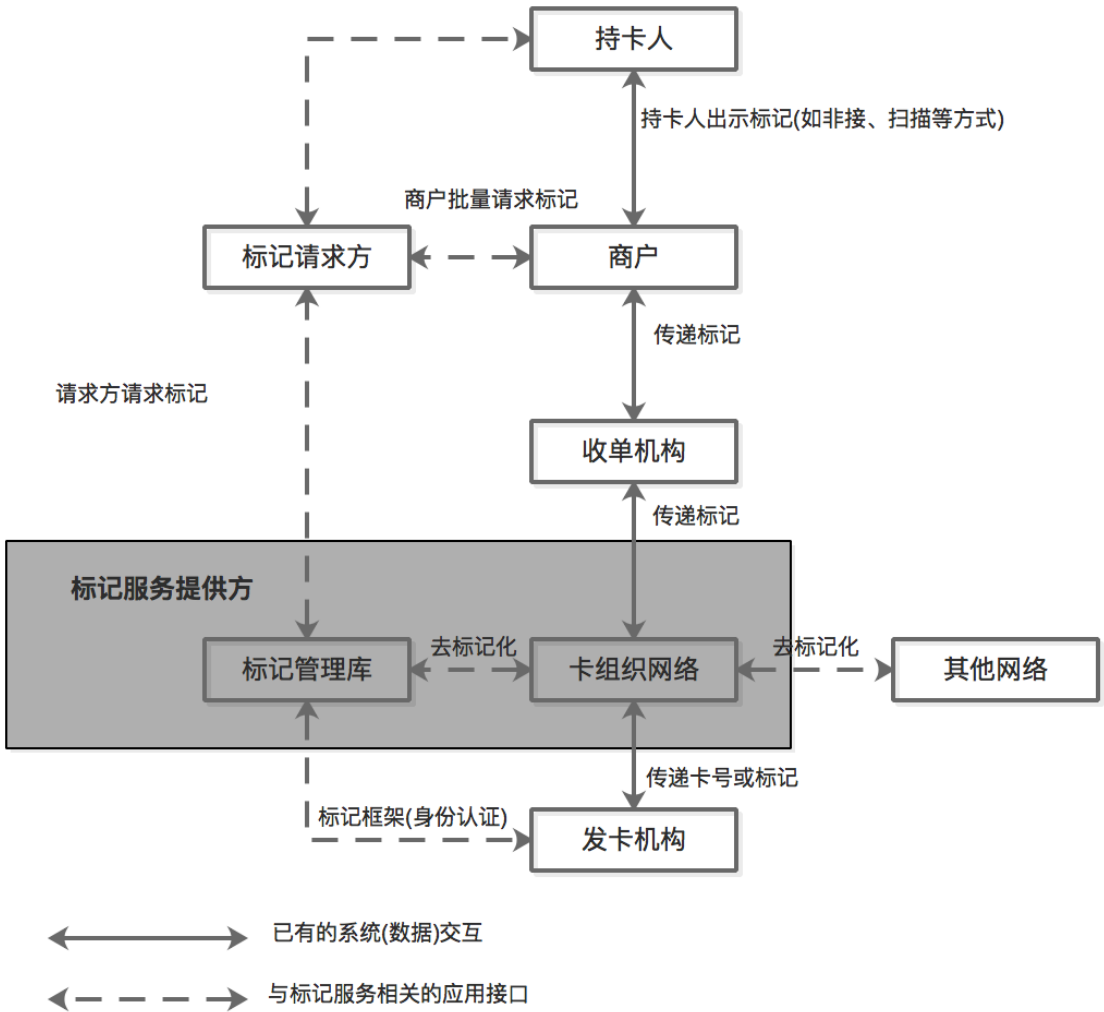 持卡人
持卡人出示标记(如非接、扫描等方式)
商户批量请求标记
标记请求方
商户
传递标记
请求方请求标记
收单机构
传递标记
标记服务提供方
去标记化
去标记化
标记管理库
卡组织网络
其他网络
传递卡号或标记
标记框架(身份认证)
发卡机构
已有的系统(数据)交互
与标记服务相关的应用接口